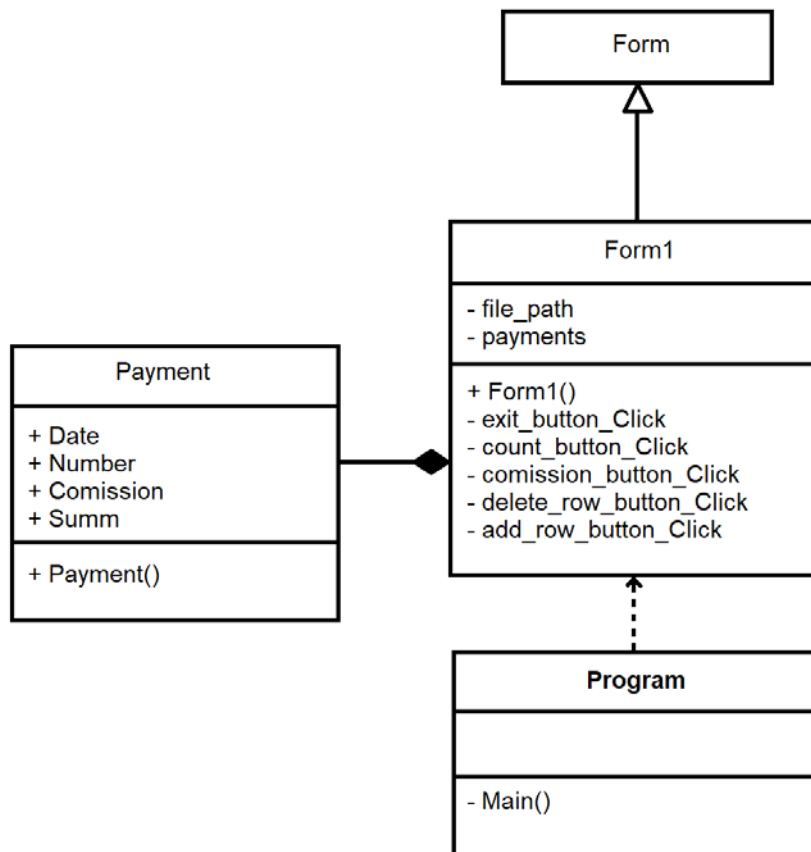 Form
Form1
- file_path
- payments
+ Form1()
- exit_button_Click
- count_button_Click
- comission_button_Click
- delete_row_button_Click
- add_row_button_Click
Payment
+ Date
+ Number
+ Comission
+ Summ
+ Payment()
Program
- Main()